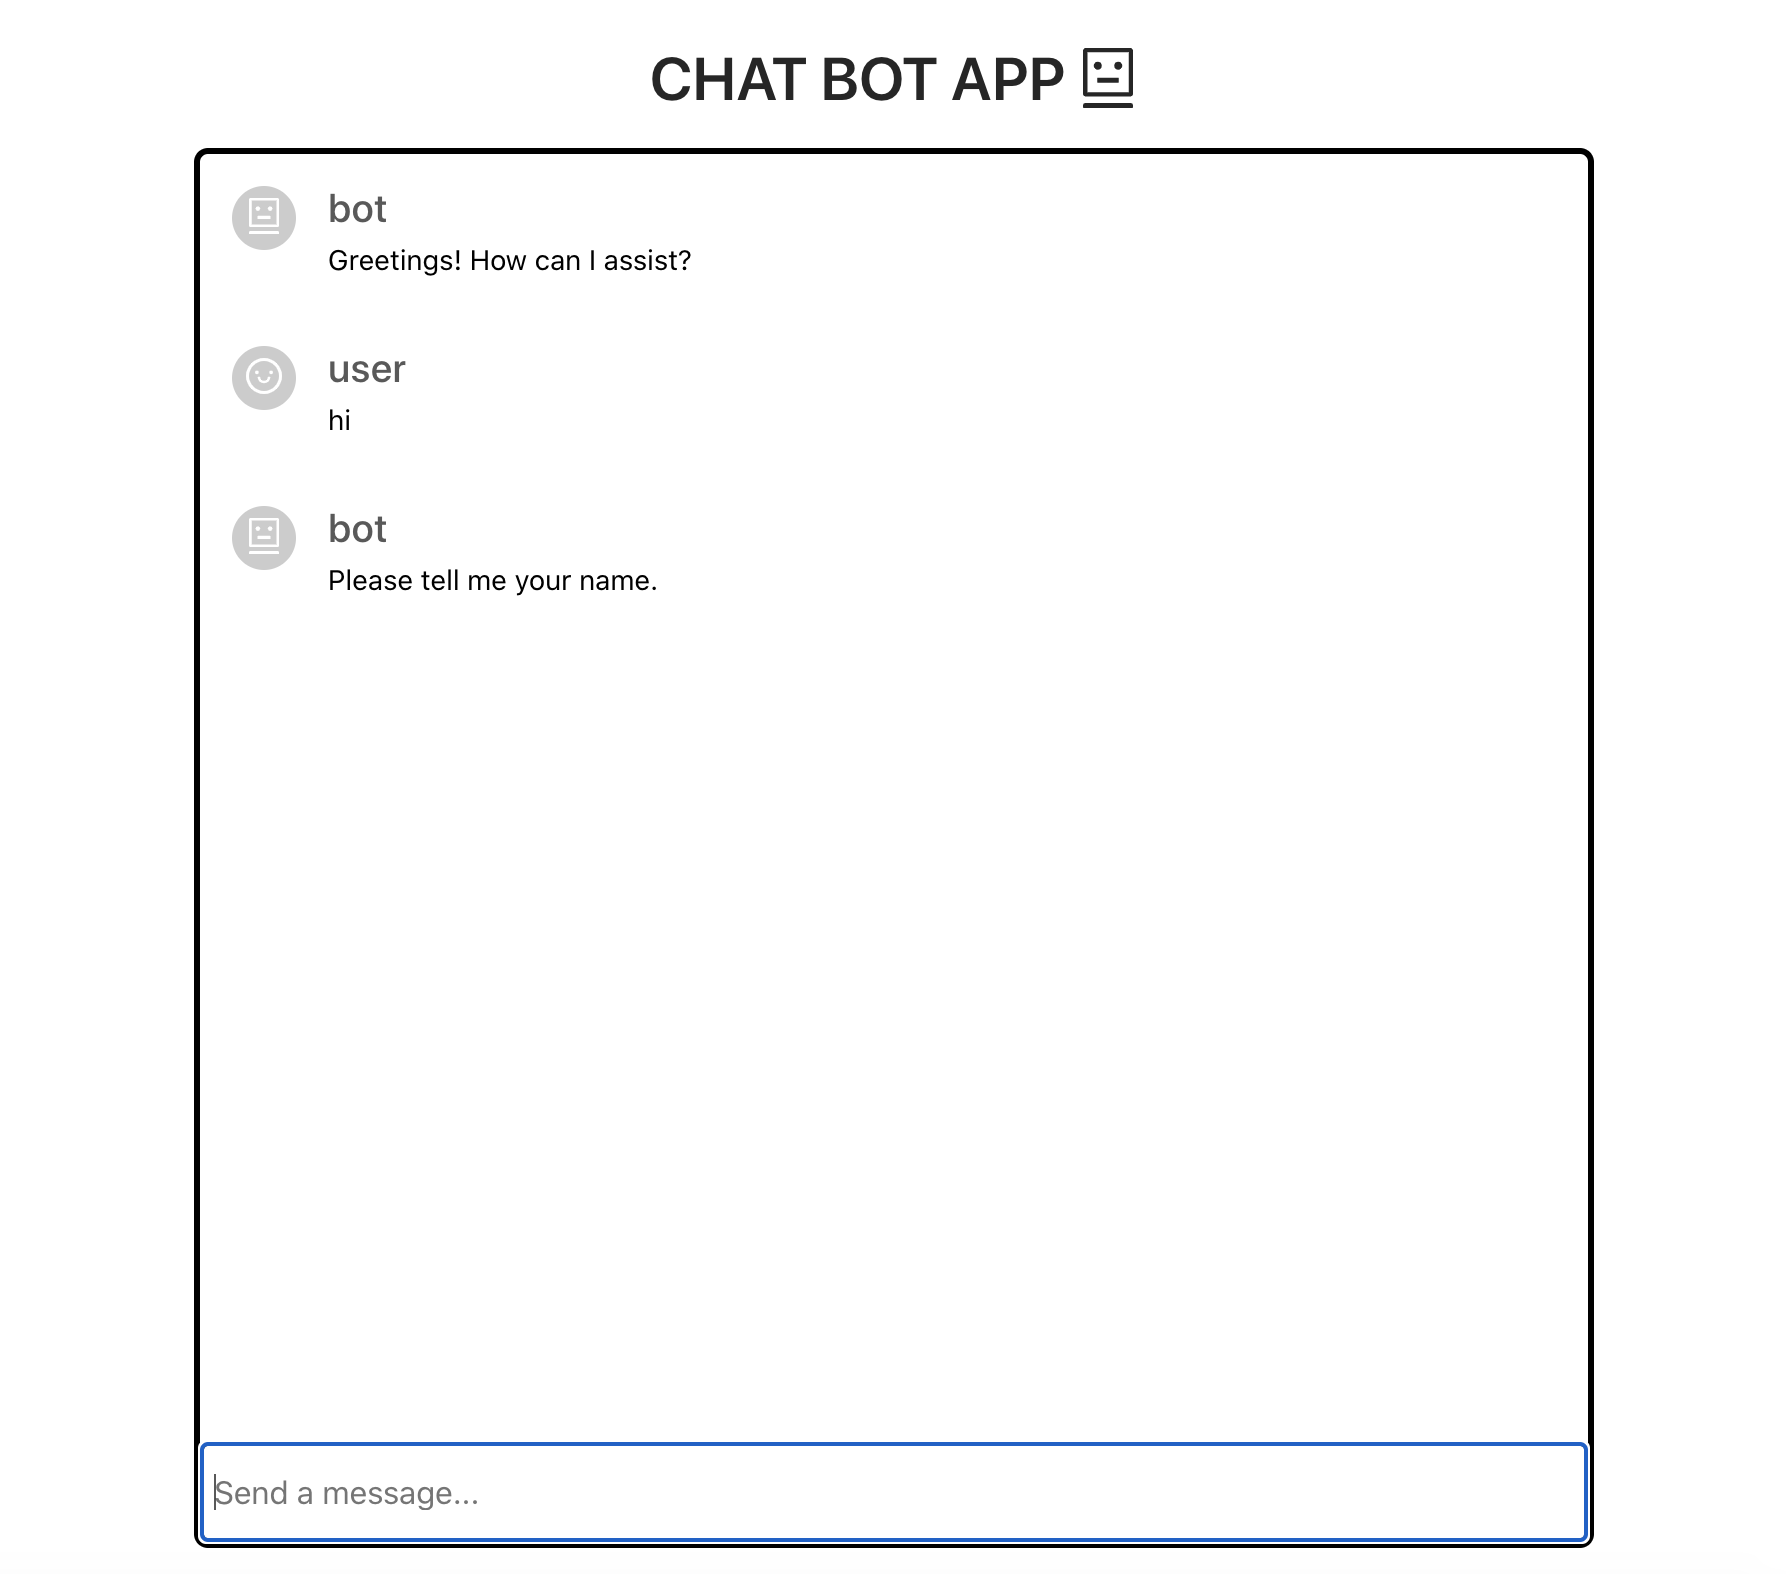 CHAT BOT APP
bot
Greetings! How can I assist?
user
hi
bot
Please tell me your name.
Send a message...